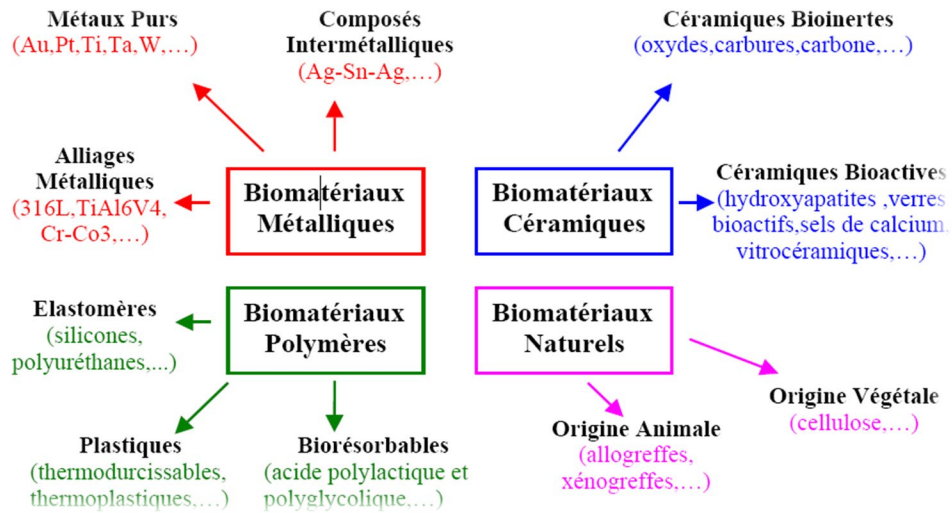 Métaux Purs
(Au,Pt,Ti,Ta,W,…)
Composés
Intermétalliques
(Ag-Sn-Ag,…)
Céramiques Bioinertes
(oxydes,carbures,carbone,…)
Alliages
Métalliques
(316L,TiAl6V4,
Cr-Co3,…)
Biomatériaux
Métalliques
Biomatériaux
Céramiques
Céramiques Bioactives
(hydroxyapatites ,verres
bioactifs,sels de calcium,
vitrocéramiques,…)
Elastomères
(silicones,
polyuréthanes,...)
Biomatériaux
Polymères
Biomatériaux
Naturels
Plastiques
(thermodurcissables,
thermoplastiques,…)
Biorésorbables
(acide polylactique et
polyglycolique,…)
Origine Animale
(allogreffes,
xénogreffes,…)
Origine Végétale
(cellulose,…)